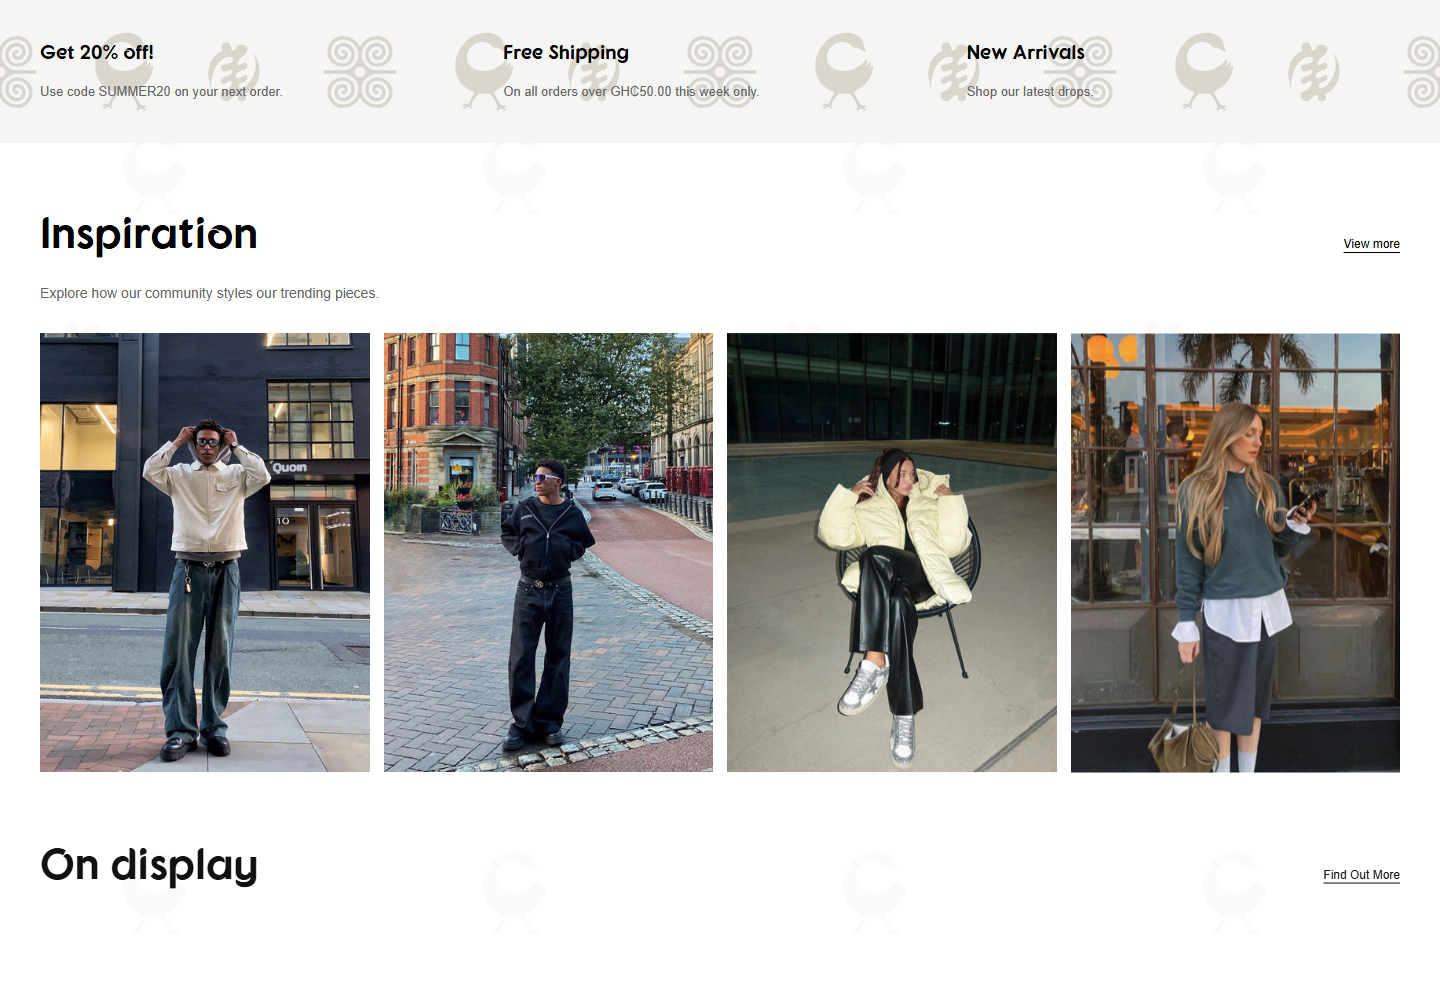 Get 20% off!
Use code SUMMER20 on your next order.
Free Shipping
On all orders over GH₵50.00 this week only.
New Arrivals
Shop our latest drops.
Inspiration
View more
Explore how our community styles our trending pieces.
Quoin
10
On display
Find Out More